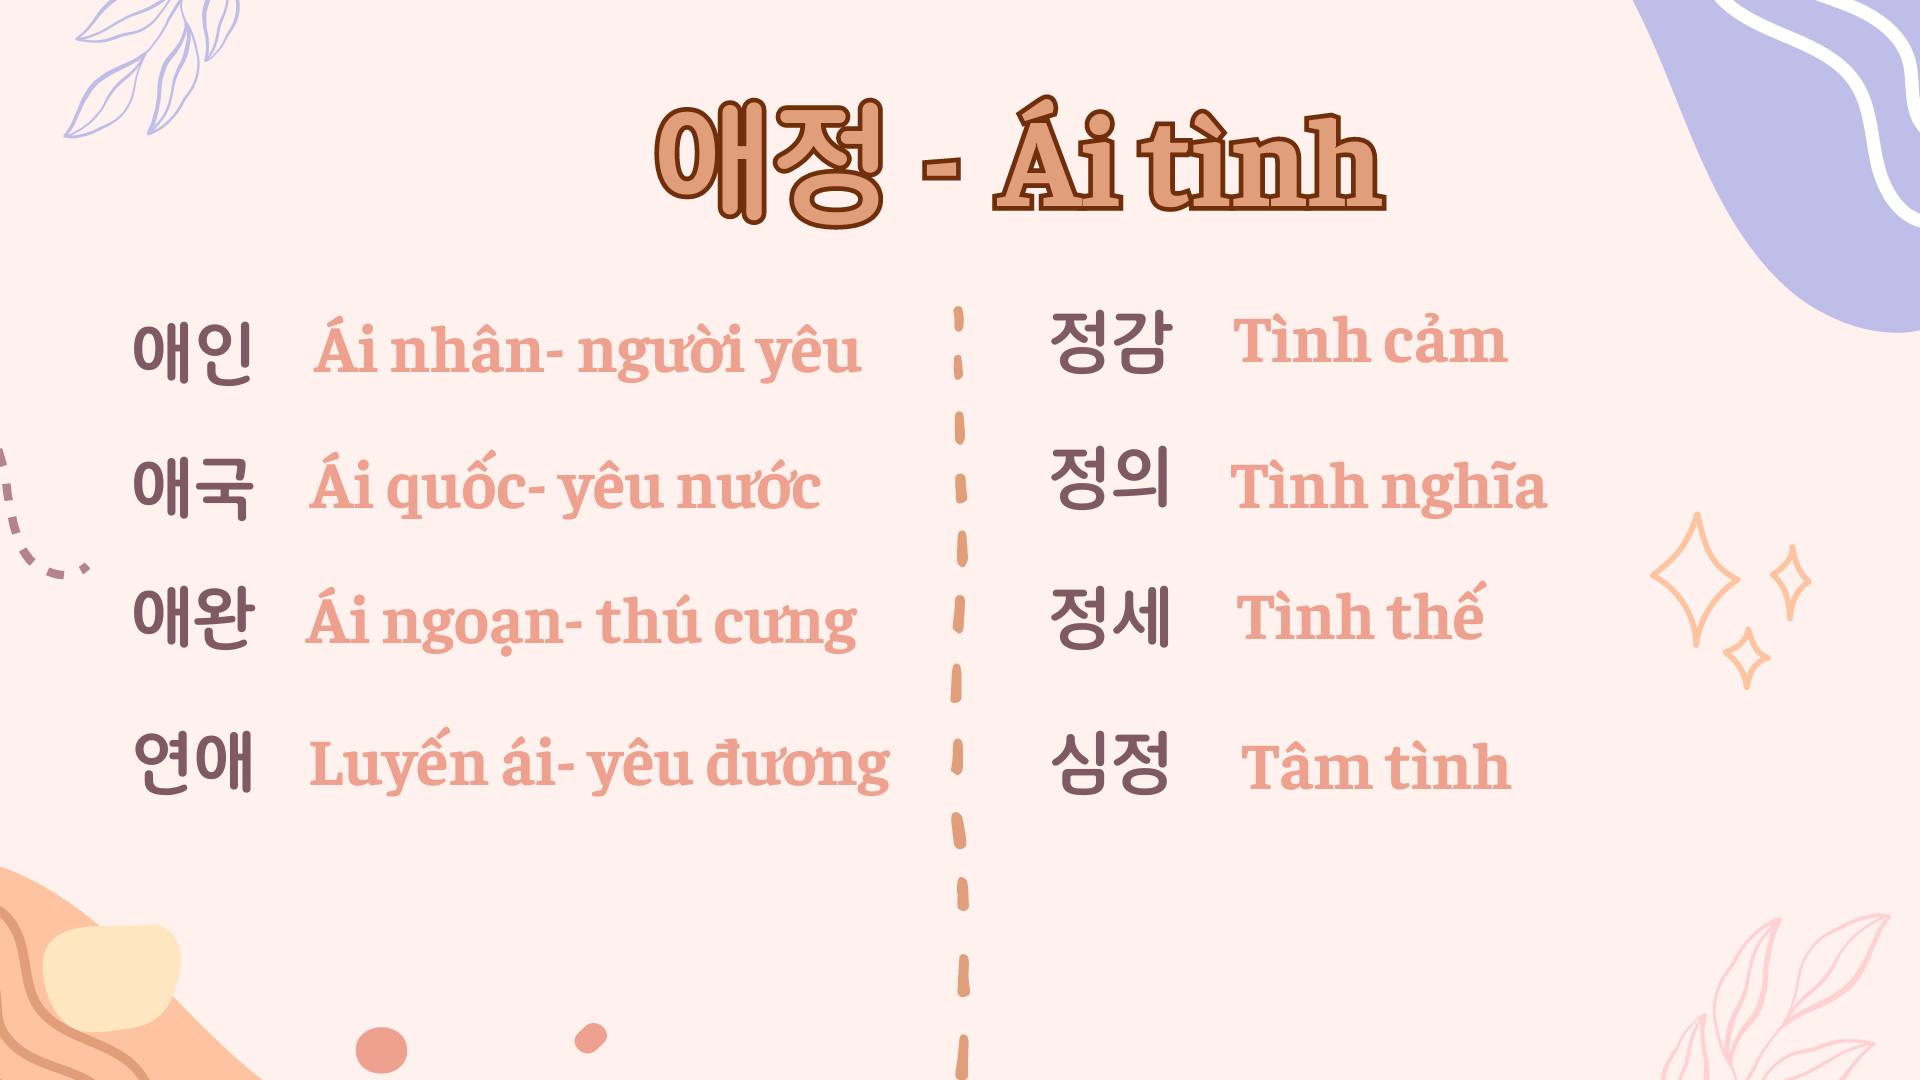 애정 - Ái tình
애인 Ái nhân- người yêu
애국 Ái quốc- yêu nước
애완 Ái ngoạn- thú cưng
연애 Luyến ái- yêu đương
정감 Tình cảm
정의 Tình nghĩa
정세 Tình thế
심정 Tâm tình